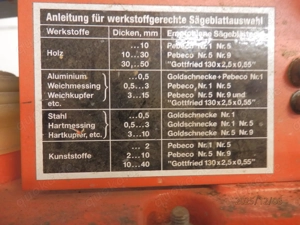 Anleitung für werkstoffgerechte Sägeblattauswahl
Werkstoffe Dicken, mm Empfohlene Sägeblätter
...10 Pebeco Nr. 1 Nr. 5
Holz 10...30 Pebeco Nr. 5 Nr. 8
30,...50 "Gottfried 130 x 2,5 x 0,55"
Aluminium ...0,5 Goldschnecke + Pebeco Nr. 1
Weichmessing 0,5...3 Pebeco Nr. 1 Nr. 5
Weichkupfer 3...15 Pebeco Nr. 5 Nr. 9 und
etc. "Gottfried 130 x 2,5 x 0,55"
Stahl ...0,5 Goldschnecke Nr. 1
Hartmessing 0,5...3 Goldschnecke Nr. 1 Nr. 5
Hartkupfer, etc. 3...10 Goldschnecke Nr. 5 Nr. 9
... 2 Pebeco Nr. 1 Nr. 5
Kunststoffe 2...10 Pebeco Nr. 5 Nr. 9
10...40 "Gottfried 130 x 2,5 x 0,55"